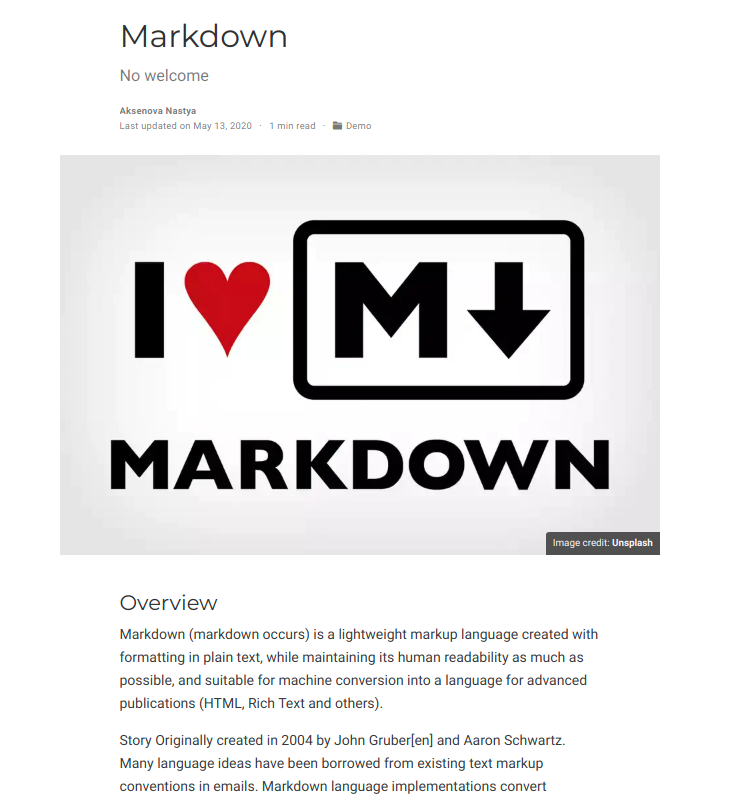 Markdown
No welcome
Aksenova Nastya
Last updated on May 13, 2020 · 1 min read · Demo
I M
MARKDOWN
Image credit: Unsplash
Overview
Markdown (markdown occurs) is a lightweight markup language created with
formatting in plain text, while maintaining its human readability as much as
possible, and suitable for machine conversion into a language for advanced
publications (HTML, Rich Text and others).
Story Originally created in 2004 by John Gruber[en] and Aaron Schwartz.
Many language ideas have been borrowed from existing text markup
conventions in emails. Markdown language implementations convert